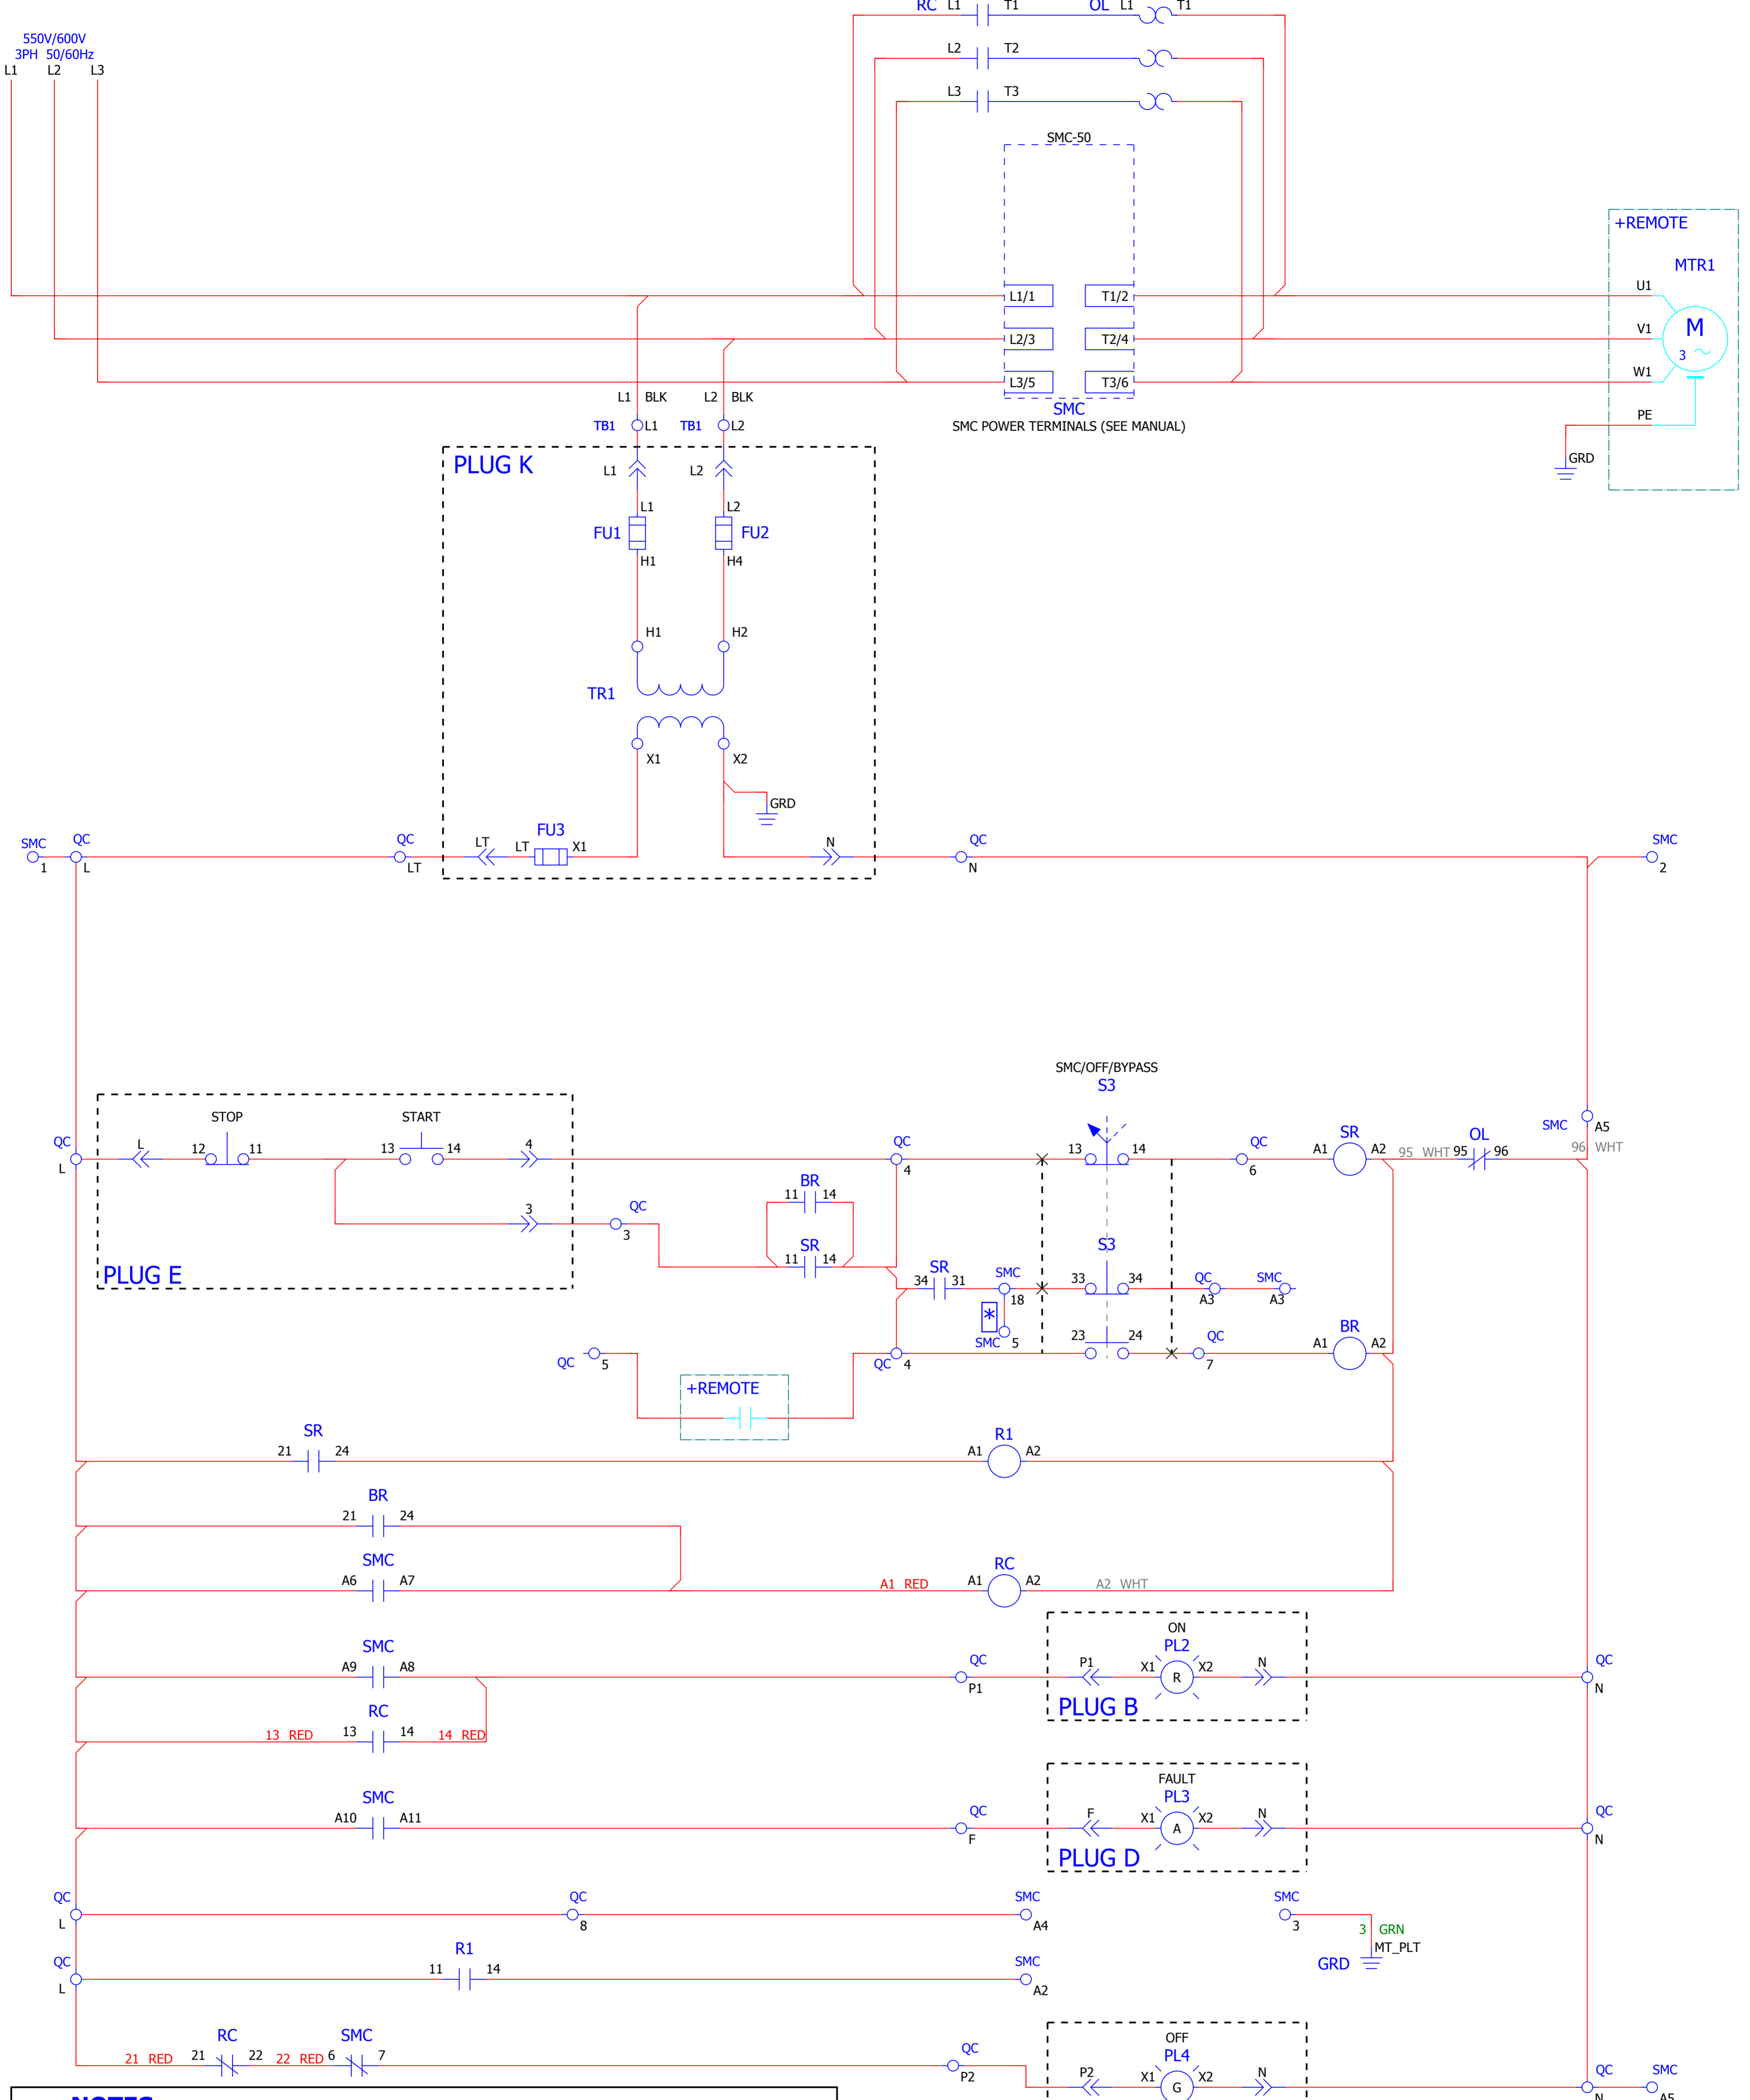 RC L1 T1 OL L1 T1
550V/600V
3PH 50/60Hz
L1 L2 L3
L2 T2
L3 T3
SMC-50
+REMOTE
MTR1
L1/1 T1/2 U1
L2/3 T2/4 V1
M
3
L3/5 T3/6 W1
L1 BLK L2 BLK
SMC
SMC POWER TERMINALS (SEE MANUAL)
PE
TB1 L1 TB1 L2
GRD
PLUG K
L1 L2
L1 L2
FU1 FU2
H1 H4
H1 H2
TR1
X1 X2
GRD
SMC QC QC FU3 QC SMC
LT LT X1 N
1 L LT N 2
SMC/OFF/BYPASS
S3
STOP START
SMC A5
QC L 12 11 13 14 4 QC 13 14 QC SR OL
L 4 6 A1 A2 95 WHT 95 96 96 WHT
BR
11 14
3 QC
3
SR
11 14
S3
PLUG E
SR
34 31 SMC 33 34 QC SMC
18 A3 A3
*
SMC 5
23 24 QC BR
7 A1 A2
QC 5 QC 4
+REMOTE
SR
21 24
R1
A1 A2
BR
21 24
SMC
A6 A7
RC
A1 RED A1 A2 A2 WHT
ON
PL2
SMC
A9 A8
QC P1 X1 R X2 N QC
P1 N
PLUG B
RC
13 RED 13 14 14 RED
FAULT
PL3
SMC
A10 A11
QC F X1 A X2 N QC
F N
PLUG D
QC QC SMC SMC
L 8 A4 3
3 GRN
MT_PLT
GRD
QC R1 SMC
11 14
L A2
OFF
PL4
RC SMC
21 RED 21 22 22 RED 6 7
QC P2 X1 G X2 N QC SMC
P2 N A5
NOTES